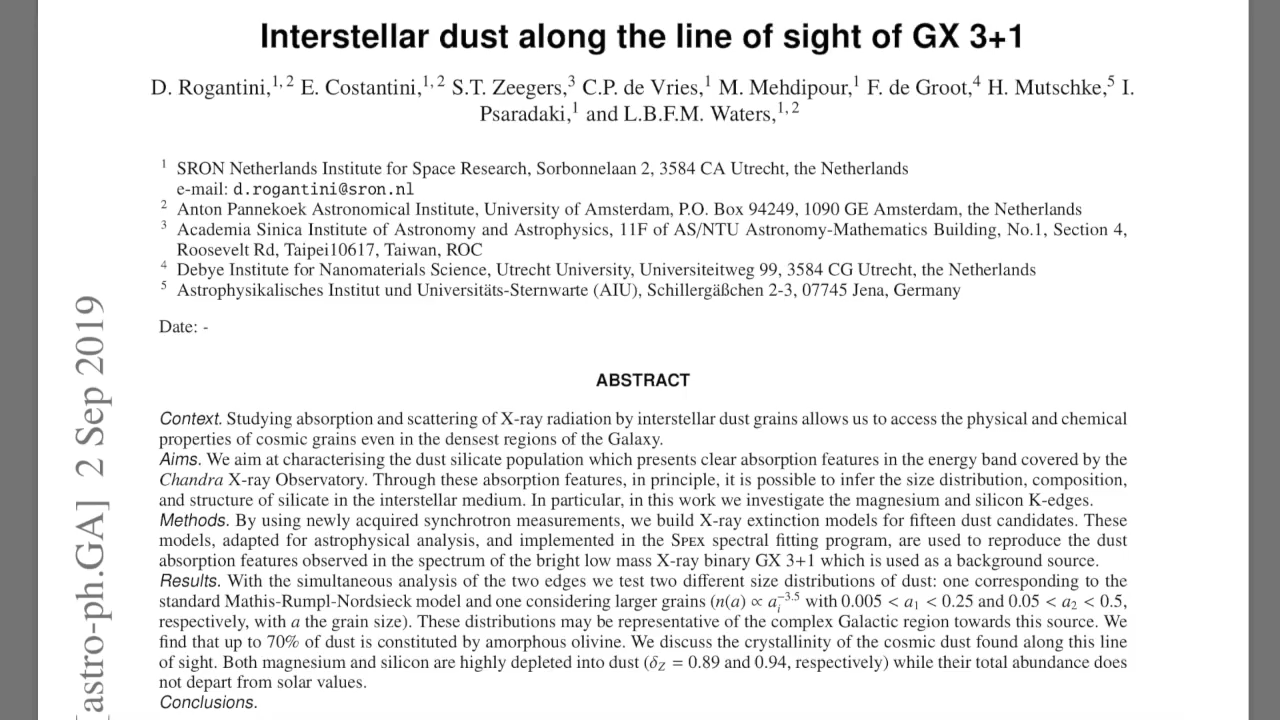 Interstellar dust along the line of sight of GX 3+1
D. Rogantini,1,2 E. Costantini,1,2 S.T. Zeegers,3 C.P. de Vries,1 M. Mehdipour,1 F. de Groot,4 H. Mutschke,5 I.
Psaradaki,1 and L.B.F.M. Waters,1,2
1 SRON Netherlands Institute for Space Research, Sorbonnelaan 2, 3584 CA Utrecht, the Netherlands
e-mail: d.rogantini@sron.nl
2 Anton Pannekoek Astronomical Institute, University of Amsterdam, P.O. Box 94249, 1090 GE Amsterdam, the Netherlands
3 Academia Sinica Institute of Astronomy and Astrophysics, 11F of AS/NTU Astronomy-Mathematics Building, No.1, Section 4,
Roosevelt Rd, Taipei10617, Taiwan, ROC
4 Debye Institute for Nanomaterials Science, Utrecht University, Universiteitweg 99, 3584 CG Utrecht, the Netherlands
5 Astrophysikalisches Institut und Universitäts-Sternwarte (AIU), Schillergäßchen 2-3, 07745 Jena, Germany
Date: -
ABSTRACT
Context. Studying absorption and scattering of X-ray radiation by interstellar dust grains allows us to access the physical and chemical
properties of cosmic grains even in the densest regions of the Galaxy.
Aims. We aim at characterising the dust silicate population which presents clear absorption features in the energy band covered by the
Chandra X-ray Observatory. Through these absorption features, in principle, it is possible to infer the size distribution, composition,
and structure of silicate in the interstellar medium. In particular, in this work we investigate the magnesium and silicon K-edges.
Methods. By using newly acquired synchrotron measurements, we build X-ray extinction models for fifteen dust candidates. These
models, adapted for astrophysical analysis, and implemented in the SPEX spectral fitting program, are used to reproduce the dust
absorption features observed in the spectrum of the bright low mass X-ray binary GX 3+1 which is used as a background source.
Results. With the simultaneous analysis of the two edges we test two different size distributions of dust: one corresponding to the
standard Mathis-Rumpl-Nordsieck model and one considering larger grains (n(a) ∝ a_i^−3.5 with 0.005 < a1 < 0.25 and 0.05 < a2 < 0.5,
respectively, with a the grain size). These distributions may be representative of the complex Galactic region towards this source. We
find that up to 70% of dust is constituted by amorphous olivine. We discuss the crystallinity of the cosmic dust found along this line
of sight. Both magnesium and silicon are highly depleted into dust (δZ = 0.89 and 0.94, respectively) while their total abundance does
not depart from solar values.
Conclusions.
[astro-ph.GA] 2 Sep 2019